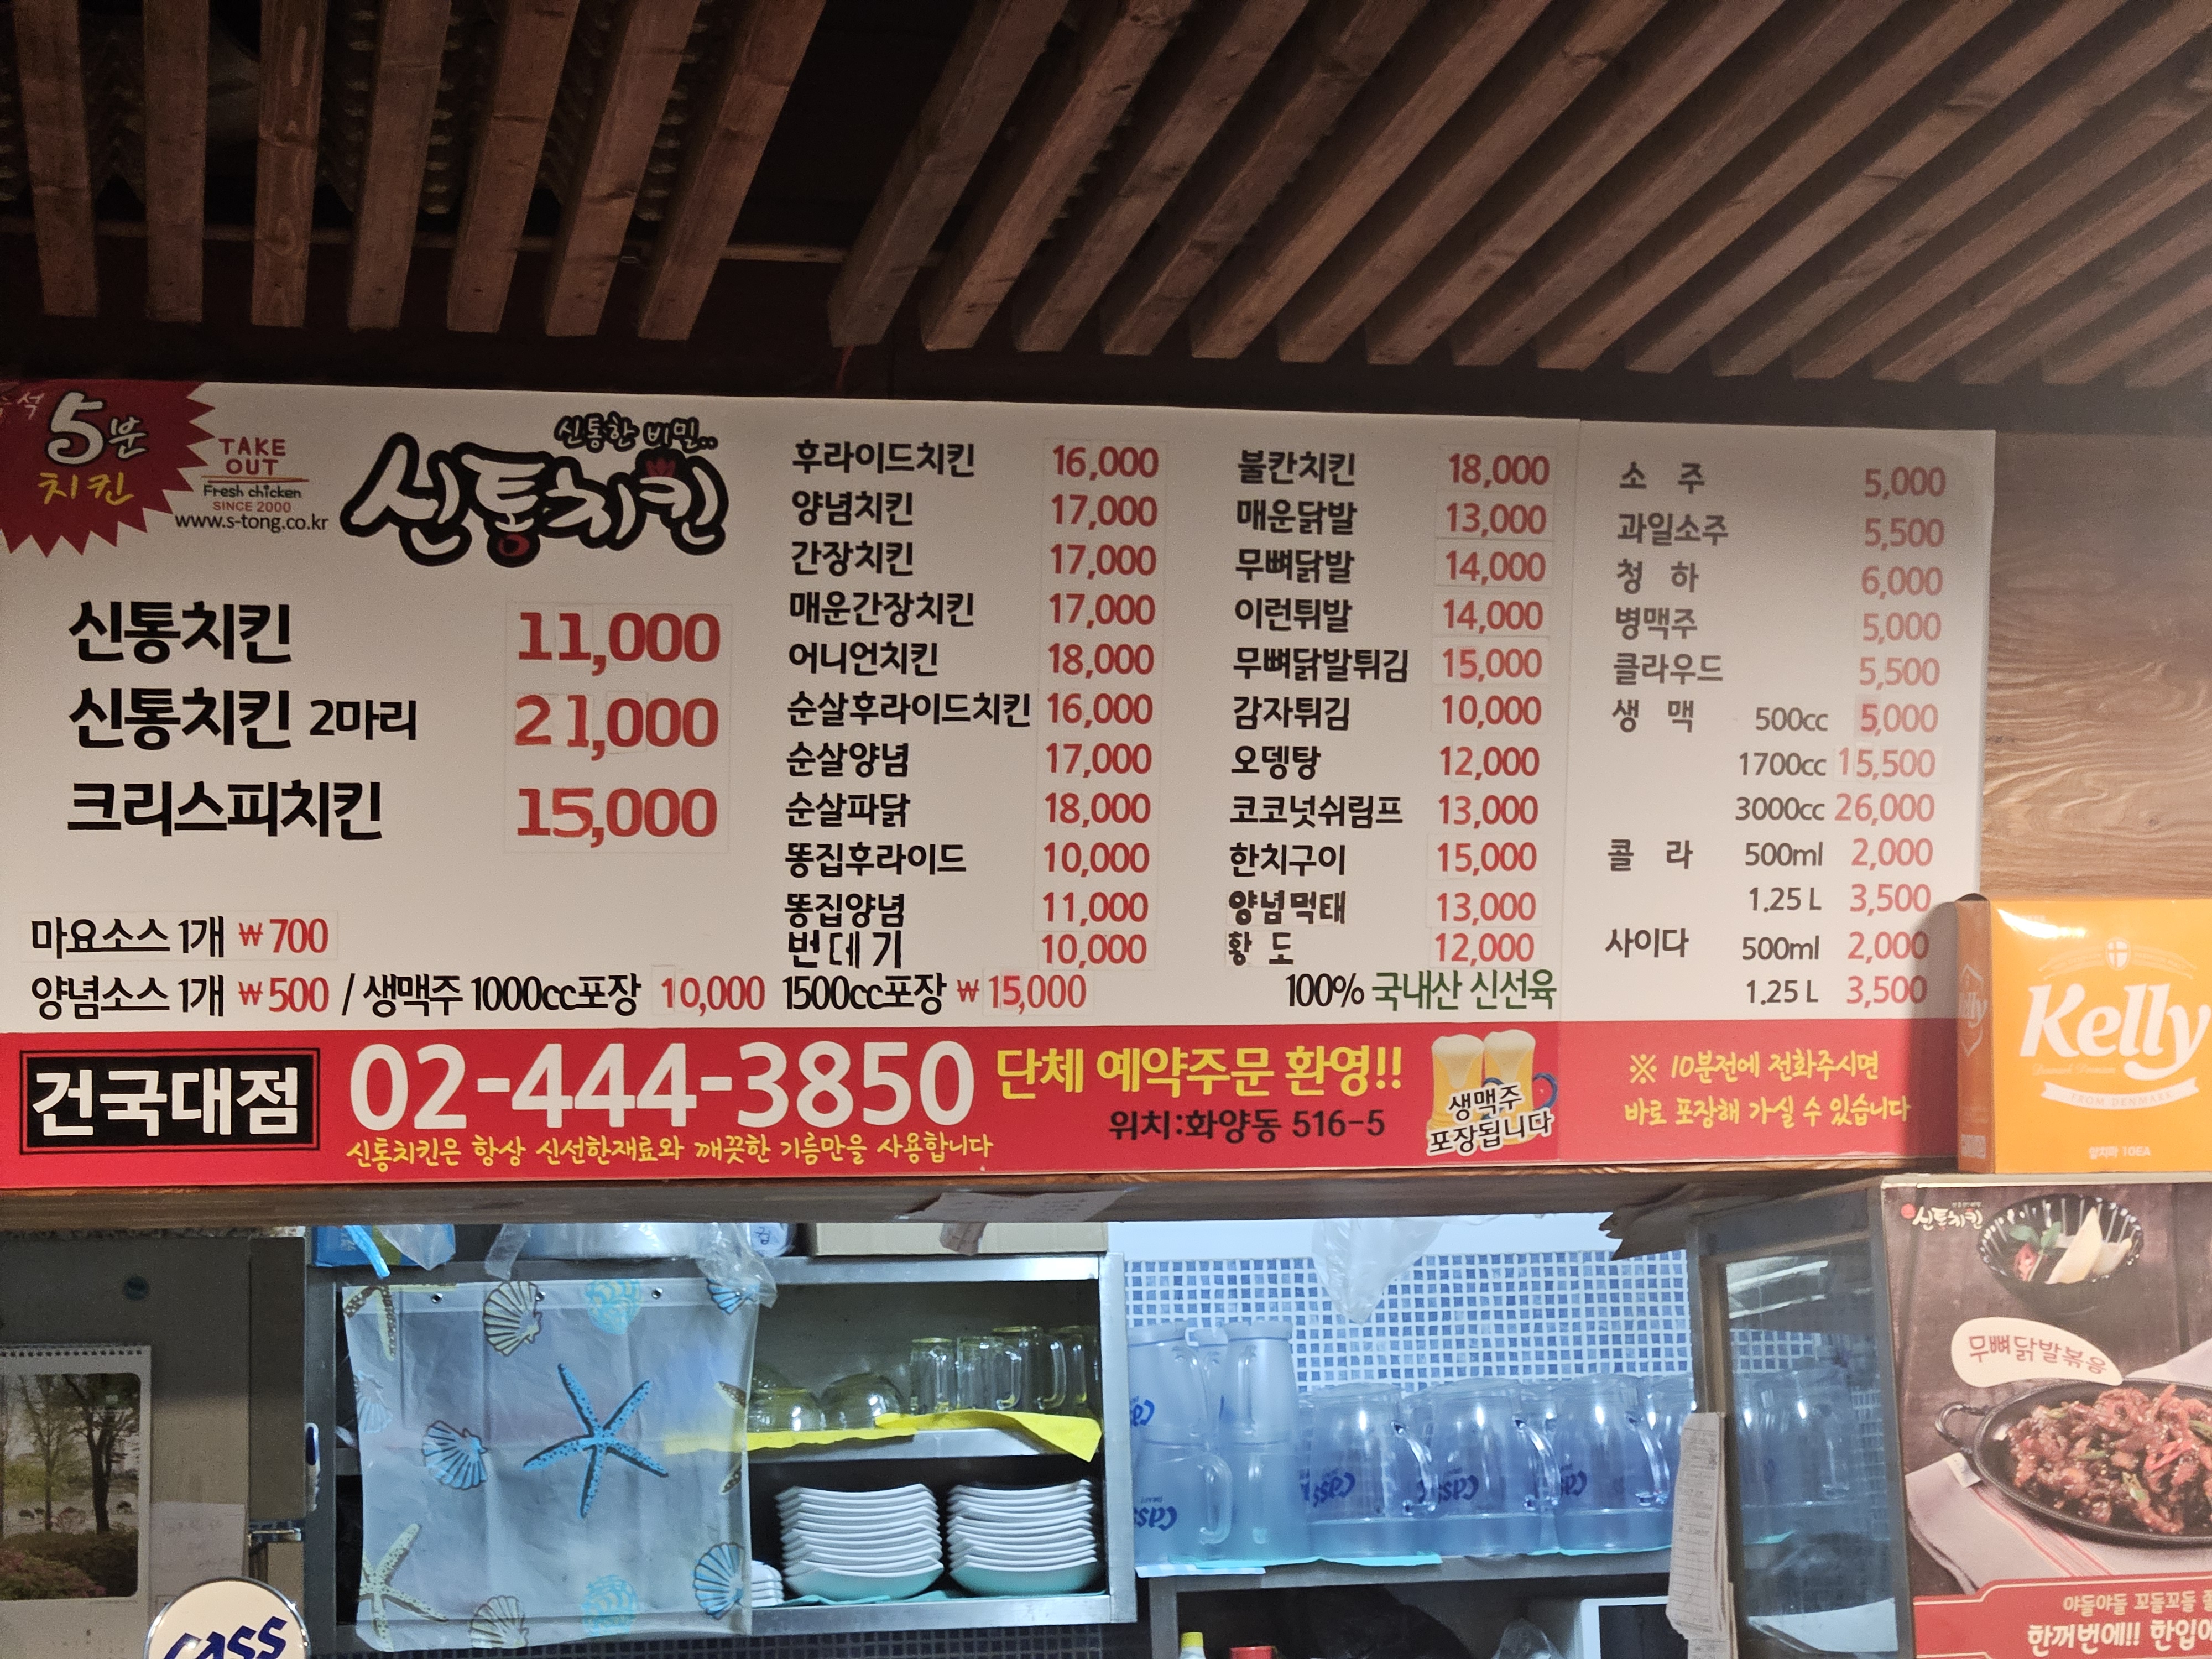 5분
치킨
TAKE
OUT
Fresh chicken
SINCE 2000
www.s-tong.co.kr
신통한 비밀..
신통치킨
신통치킨 11,000
신통치킨 2마리 21,000
크리스피치킨 15,000
마요소스 1개 ₩700
양념소스 1개 ₩500 / 생맥주 1000cc포장 10,000 1500cc포장 ₩15,000
후라이드치킨 16,000
양념치킨 17,000
간장치킨 17,000
매운간장치킨 17,000
어니언치킨 18,000
순살후라이드치킨 16,000
순살양념 17,000
순살파닭 18,000
똥집후라이드 10,000
똥집양념 11,000
번데기 10,000
불칸치킨 18,000
매운닭발 13,000
무뼈닭발 14,000
이런튀발 14,000
무뼈닭발튀김 15,000
감자튀김 10,000
오뎅탕 12,000
코코넛쉬림프 13,000
한치구이 15,000
양념먹태 13,000
황 도 12,000
100% 국내산 신선육
소 주 5,000
과일소주 5,500
청 하 6,000
병맥주 5,000
클라우드 5,500
생 맥 500cc 5,000
1700cc 15,500
3000cc 26,000
콜 라 500ml 2,000
1.25 L 3,500
사이다 500ml 2,000
1.25 L 3,500
건국대점
02-444-3850
신통치킨은 항상 신선한재료와 깨끗한 기름만을 사용합니다
단체 예약주문 환영!!
위치:화양동 516-5
생맥주
포장됩니다
※ 10분전에 전화주시면
바로 포장해 가실 수 있습니다
Kelly
FROM DENMARK
신통치킨
무뼈닭발볶음
야들야들 꼬들꼬들
한꺼번에!! 한입에
CASS
Cass
Cass
Cass
Cass
Cass